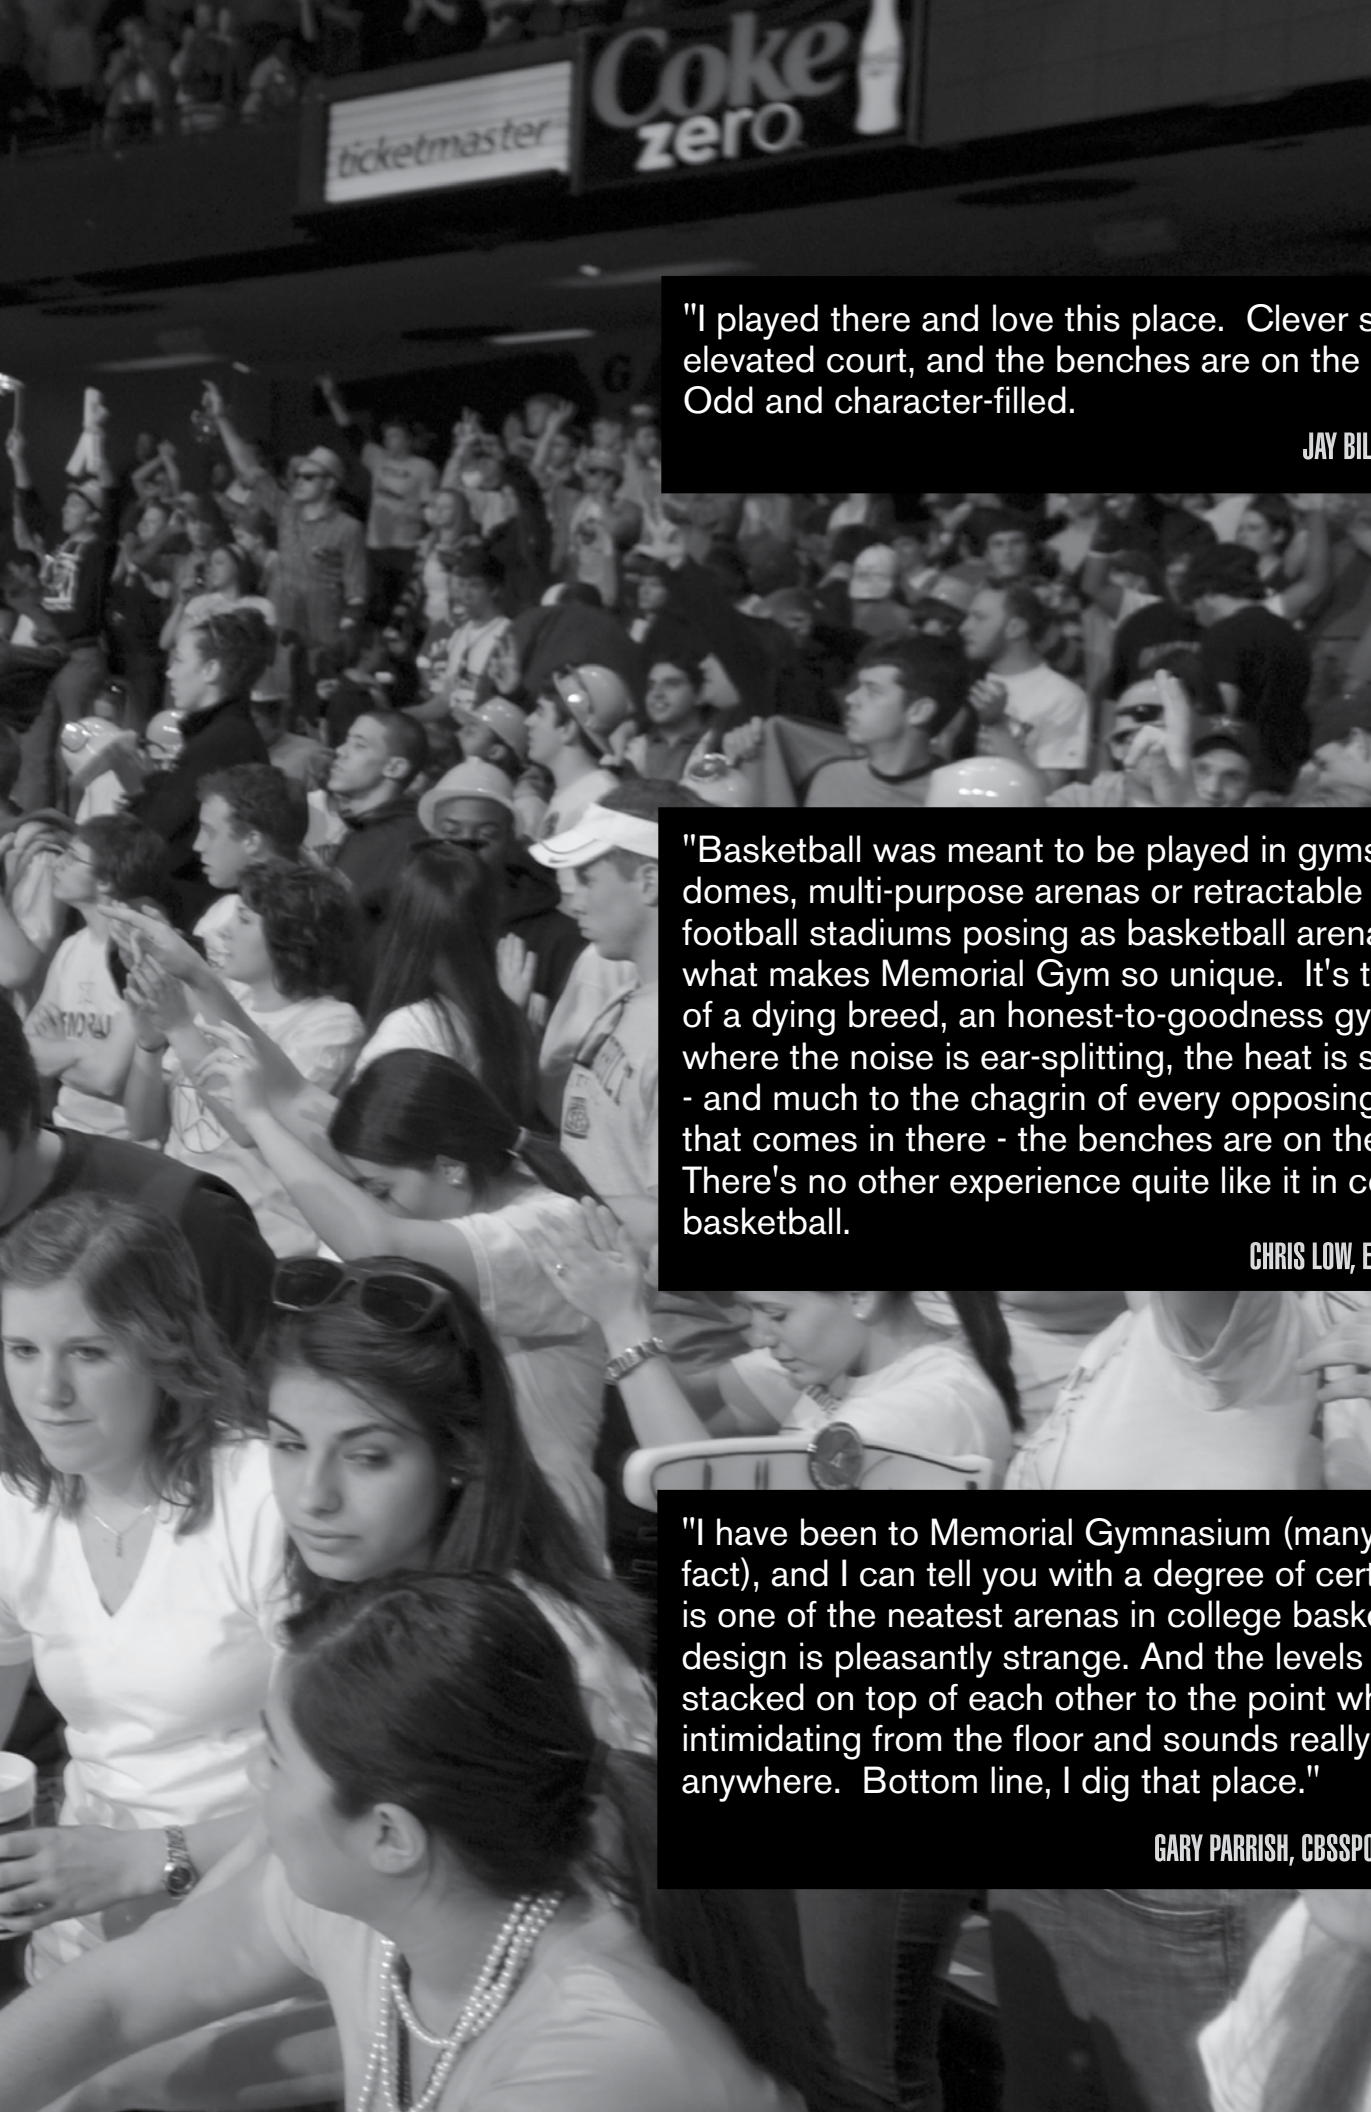 ticketmaster
Coke
zero
"I played there and love this place.  Clever s
elevated court, and the benches are on the
Odd and character-filled.
JAY BIL
"Basketball was meant to be played in gyms
domes, multi-purpose arenas or retractable
football stadiums posing as basketball arena
what makes Memorial Gym so unique.  It's t
of a dying breed, an honest-to-goodness gy
where the noise is ear-splitting, the heat is s
- and much to the chagrin of every opposing
that comes in there - the benches are on the
There's no other experience quite like it in co
basketball.
CHRIS LOW, E
"I have been to Memorial Gymnasium (many
fact), and I can tell you with a degree of cert
is one of the neatest arenas in college baske
design is pleasantly strange. And the levels
stacked on top of each other to the point wh
intimidating from the floor and sounds really
anywhere.  Bottom line, I dig that place."
GARY PARRISH, CBSSPO